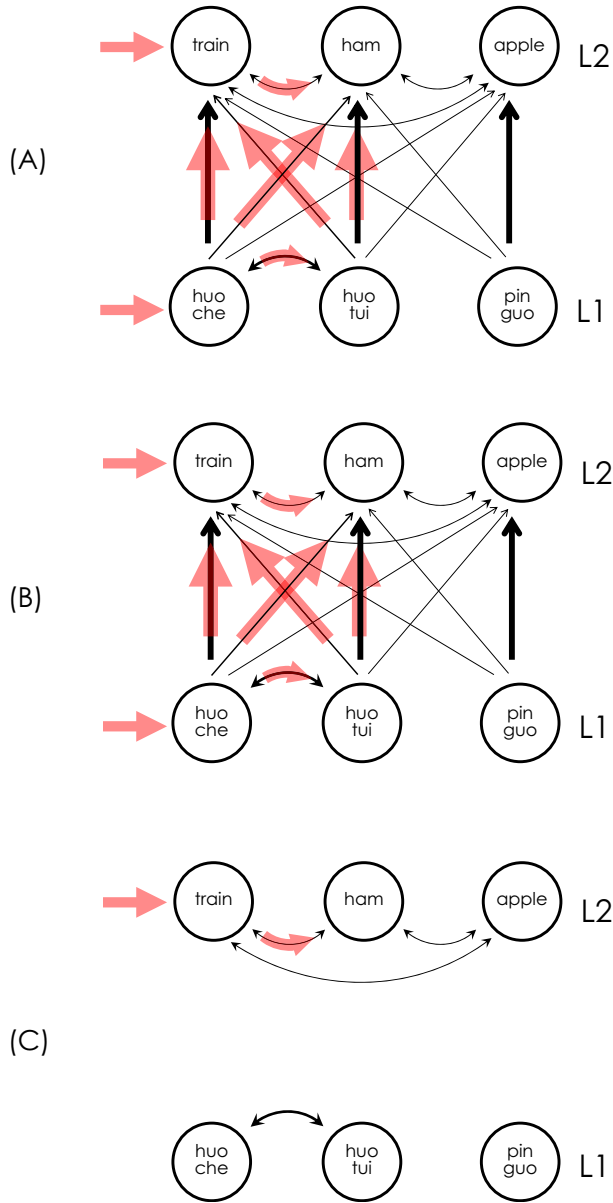 train ham apple L2
(A)
huo che huo tui pin guo L1
train ham apple L2
(B)
huo che huo tui pin guo L1
train ham apple L2
(C)
huo che huo tui pin guo L1